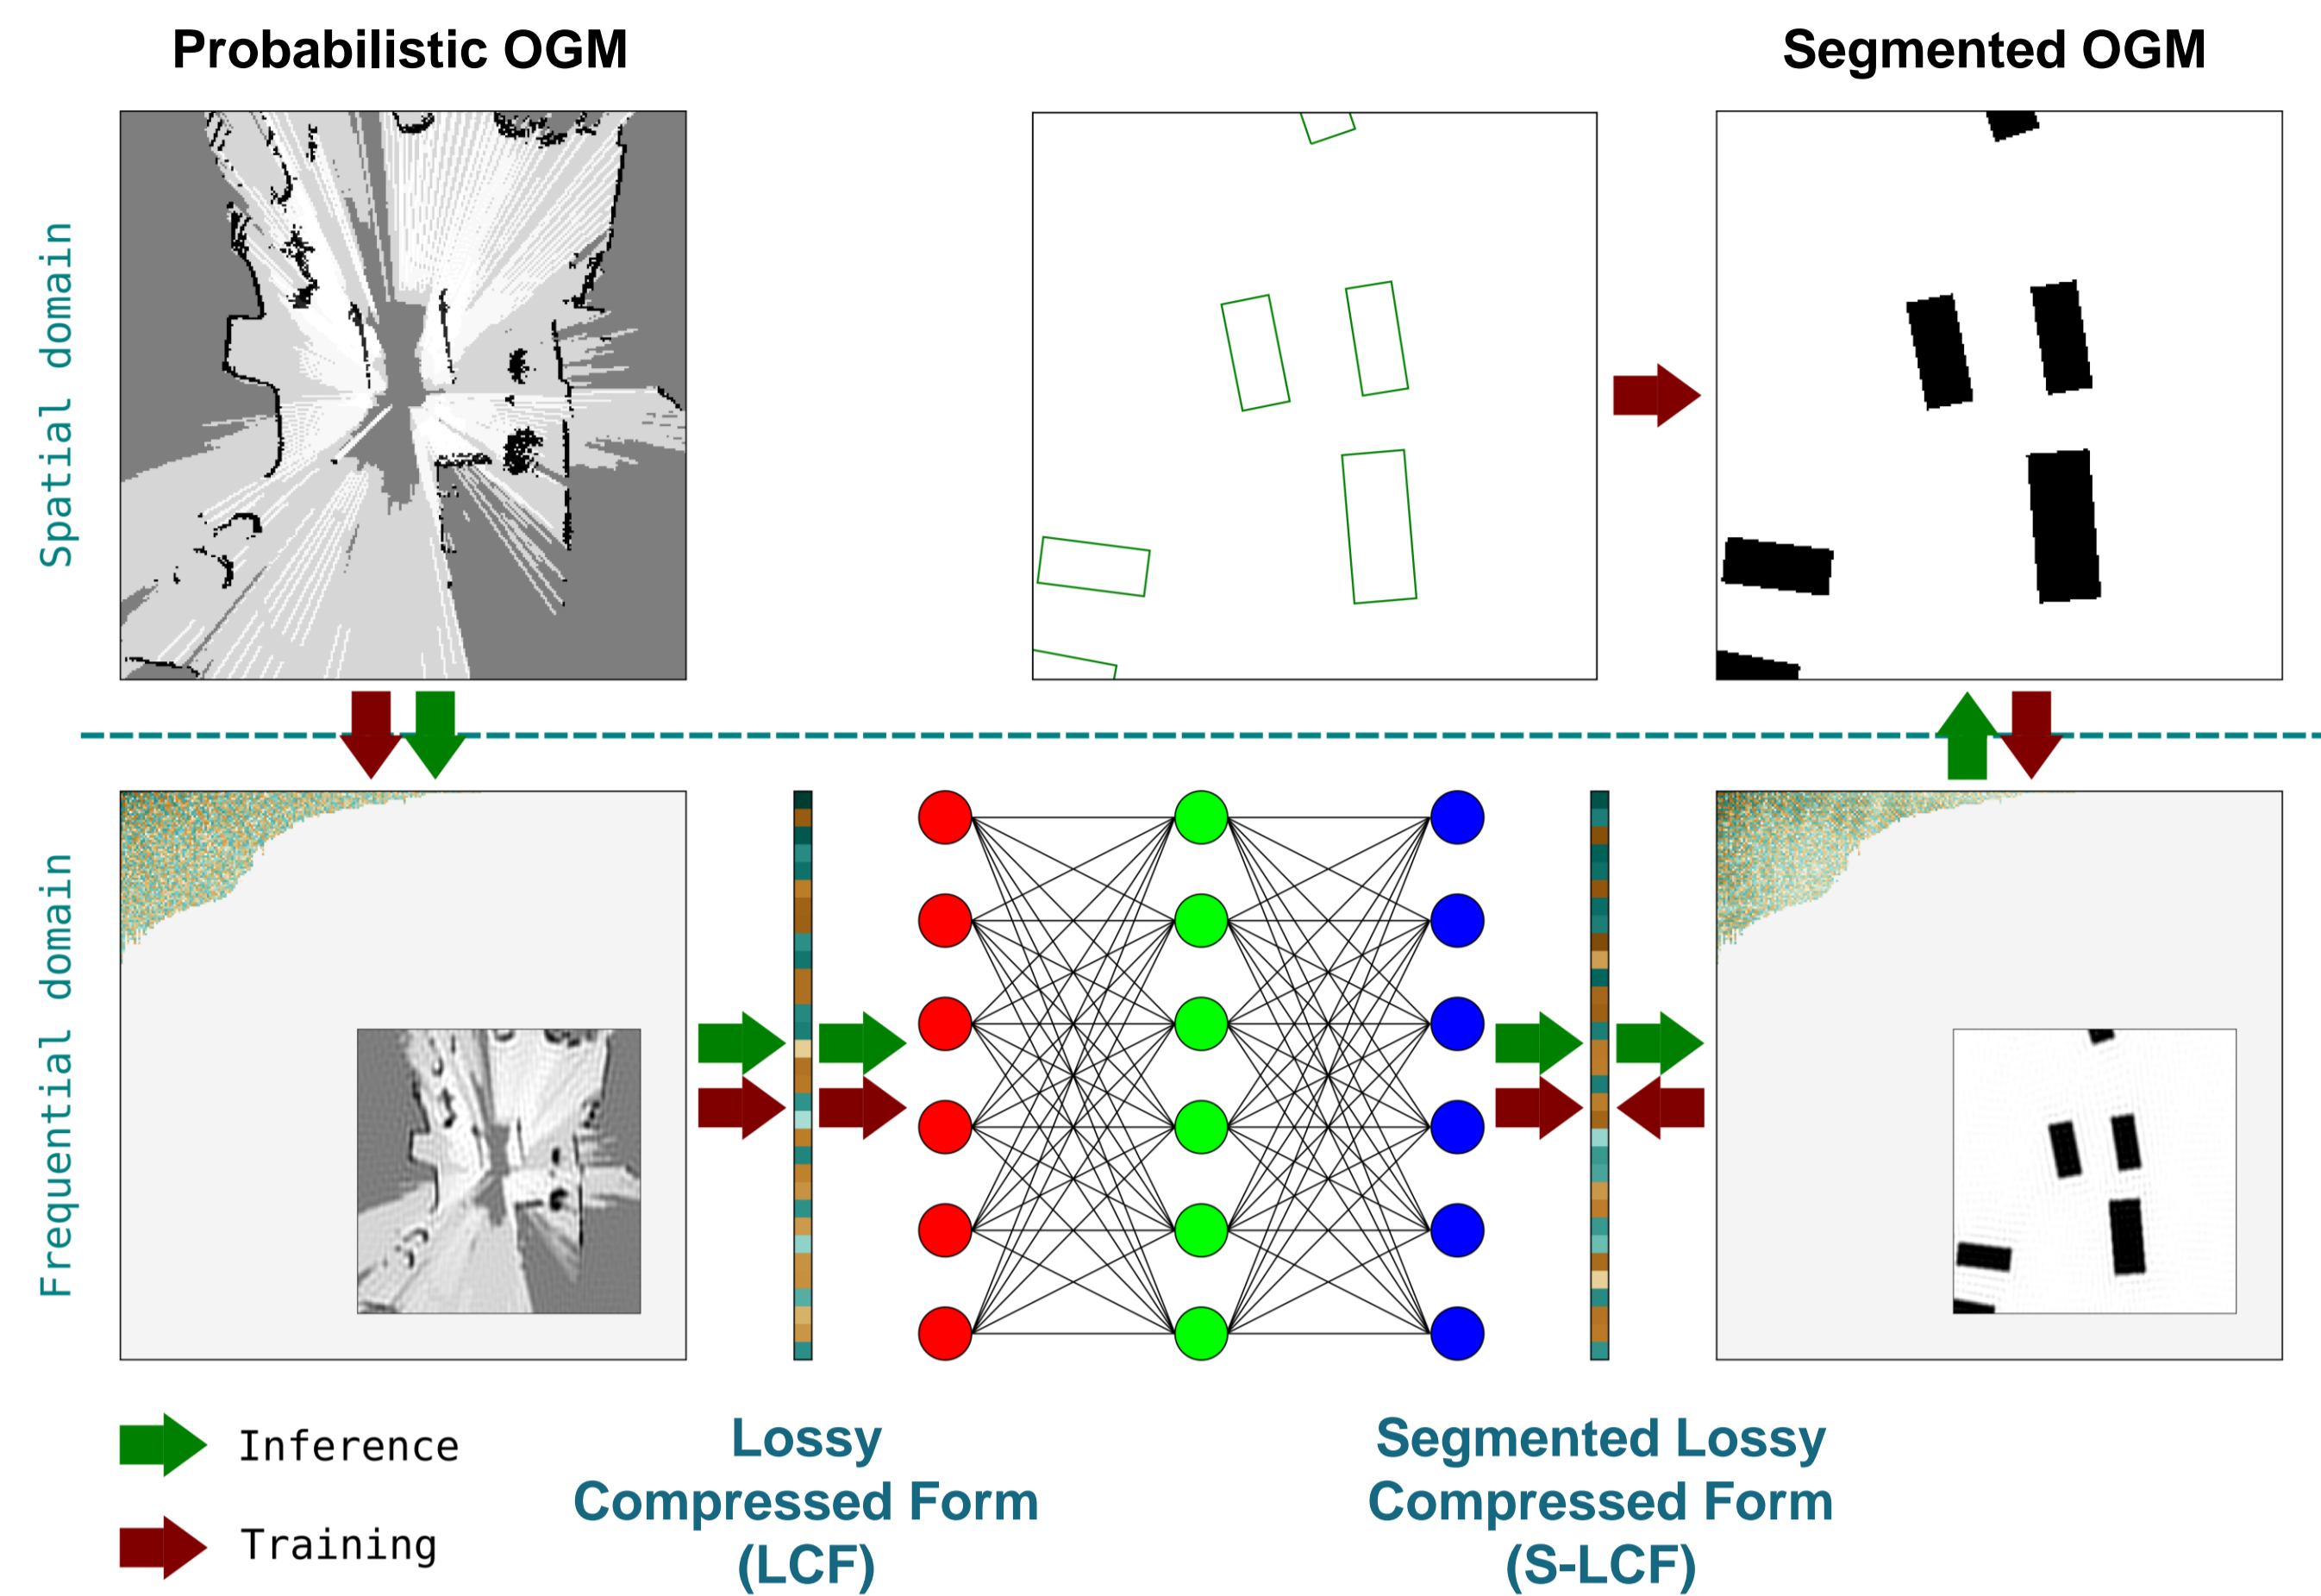 Probabilistic OGM
Segmented OGM
Spatial domain
Frequential domain
Inference
Training
Lossy
Compressed Form
(LCF)
Segmented Lossy
Compressed Form
(S-LCF)